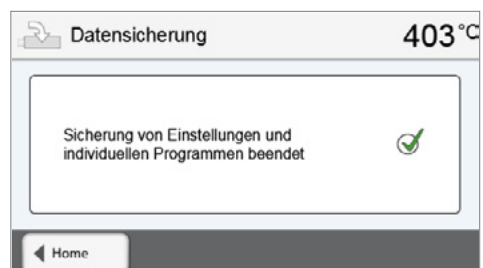 Datensicherung
403°C
Sicherung von Einstellungen und
individuellen Programmen beendet
Home